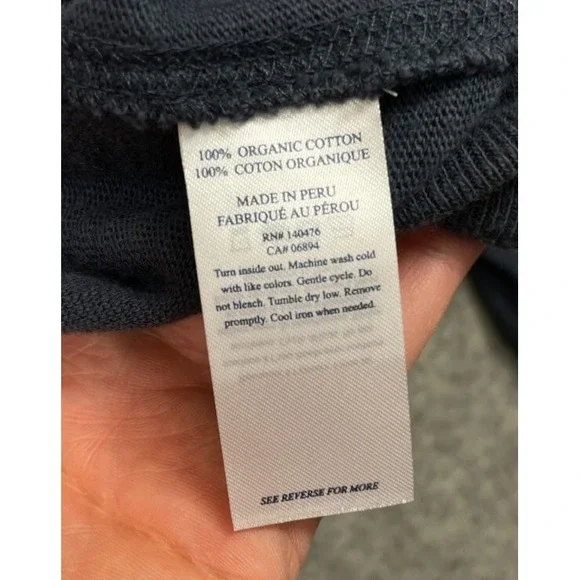 100% ORGANIC COTTON
100% COTON ORGANIQUE
MADE IN PERU
FABRIQUÉ AU PÉROU
RN# 140476
CA# 06894
Turn inside out. Machine wash cold
with like colors. Gentle cycle. Do
not bleach. Tumble dry low. Remove
promptly. Cool iron when needed.
SEE REVERSE FOR MORE